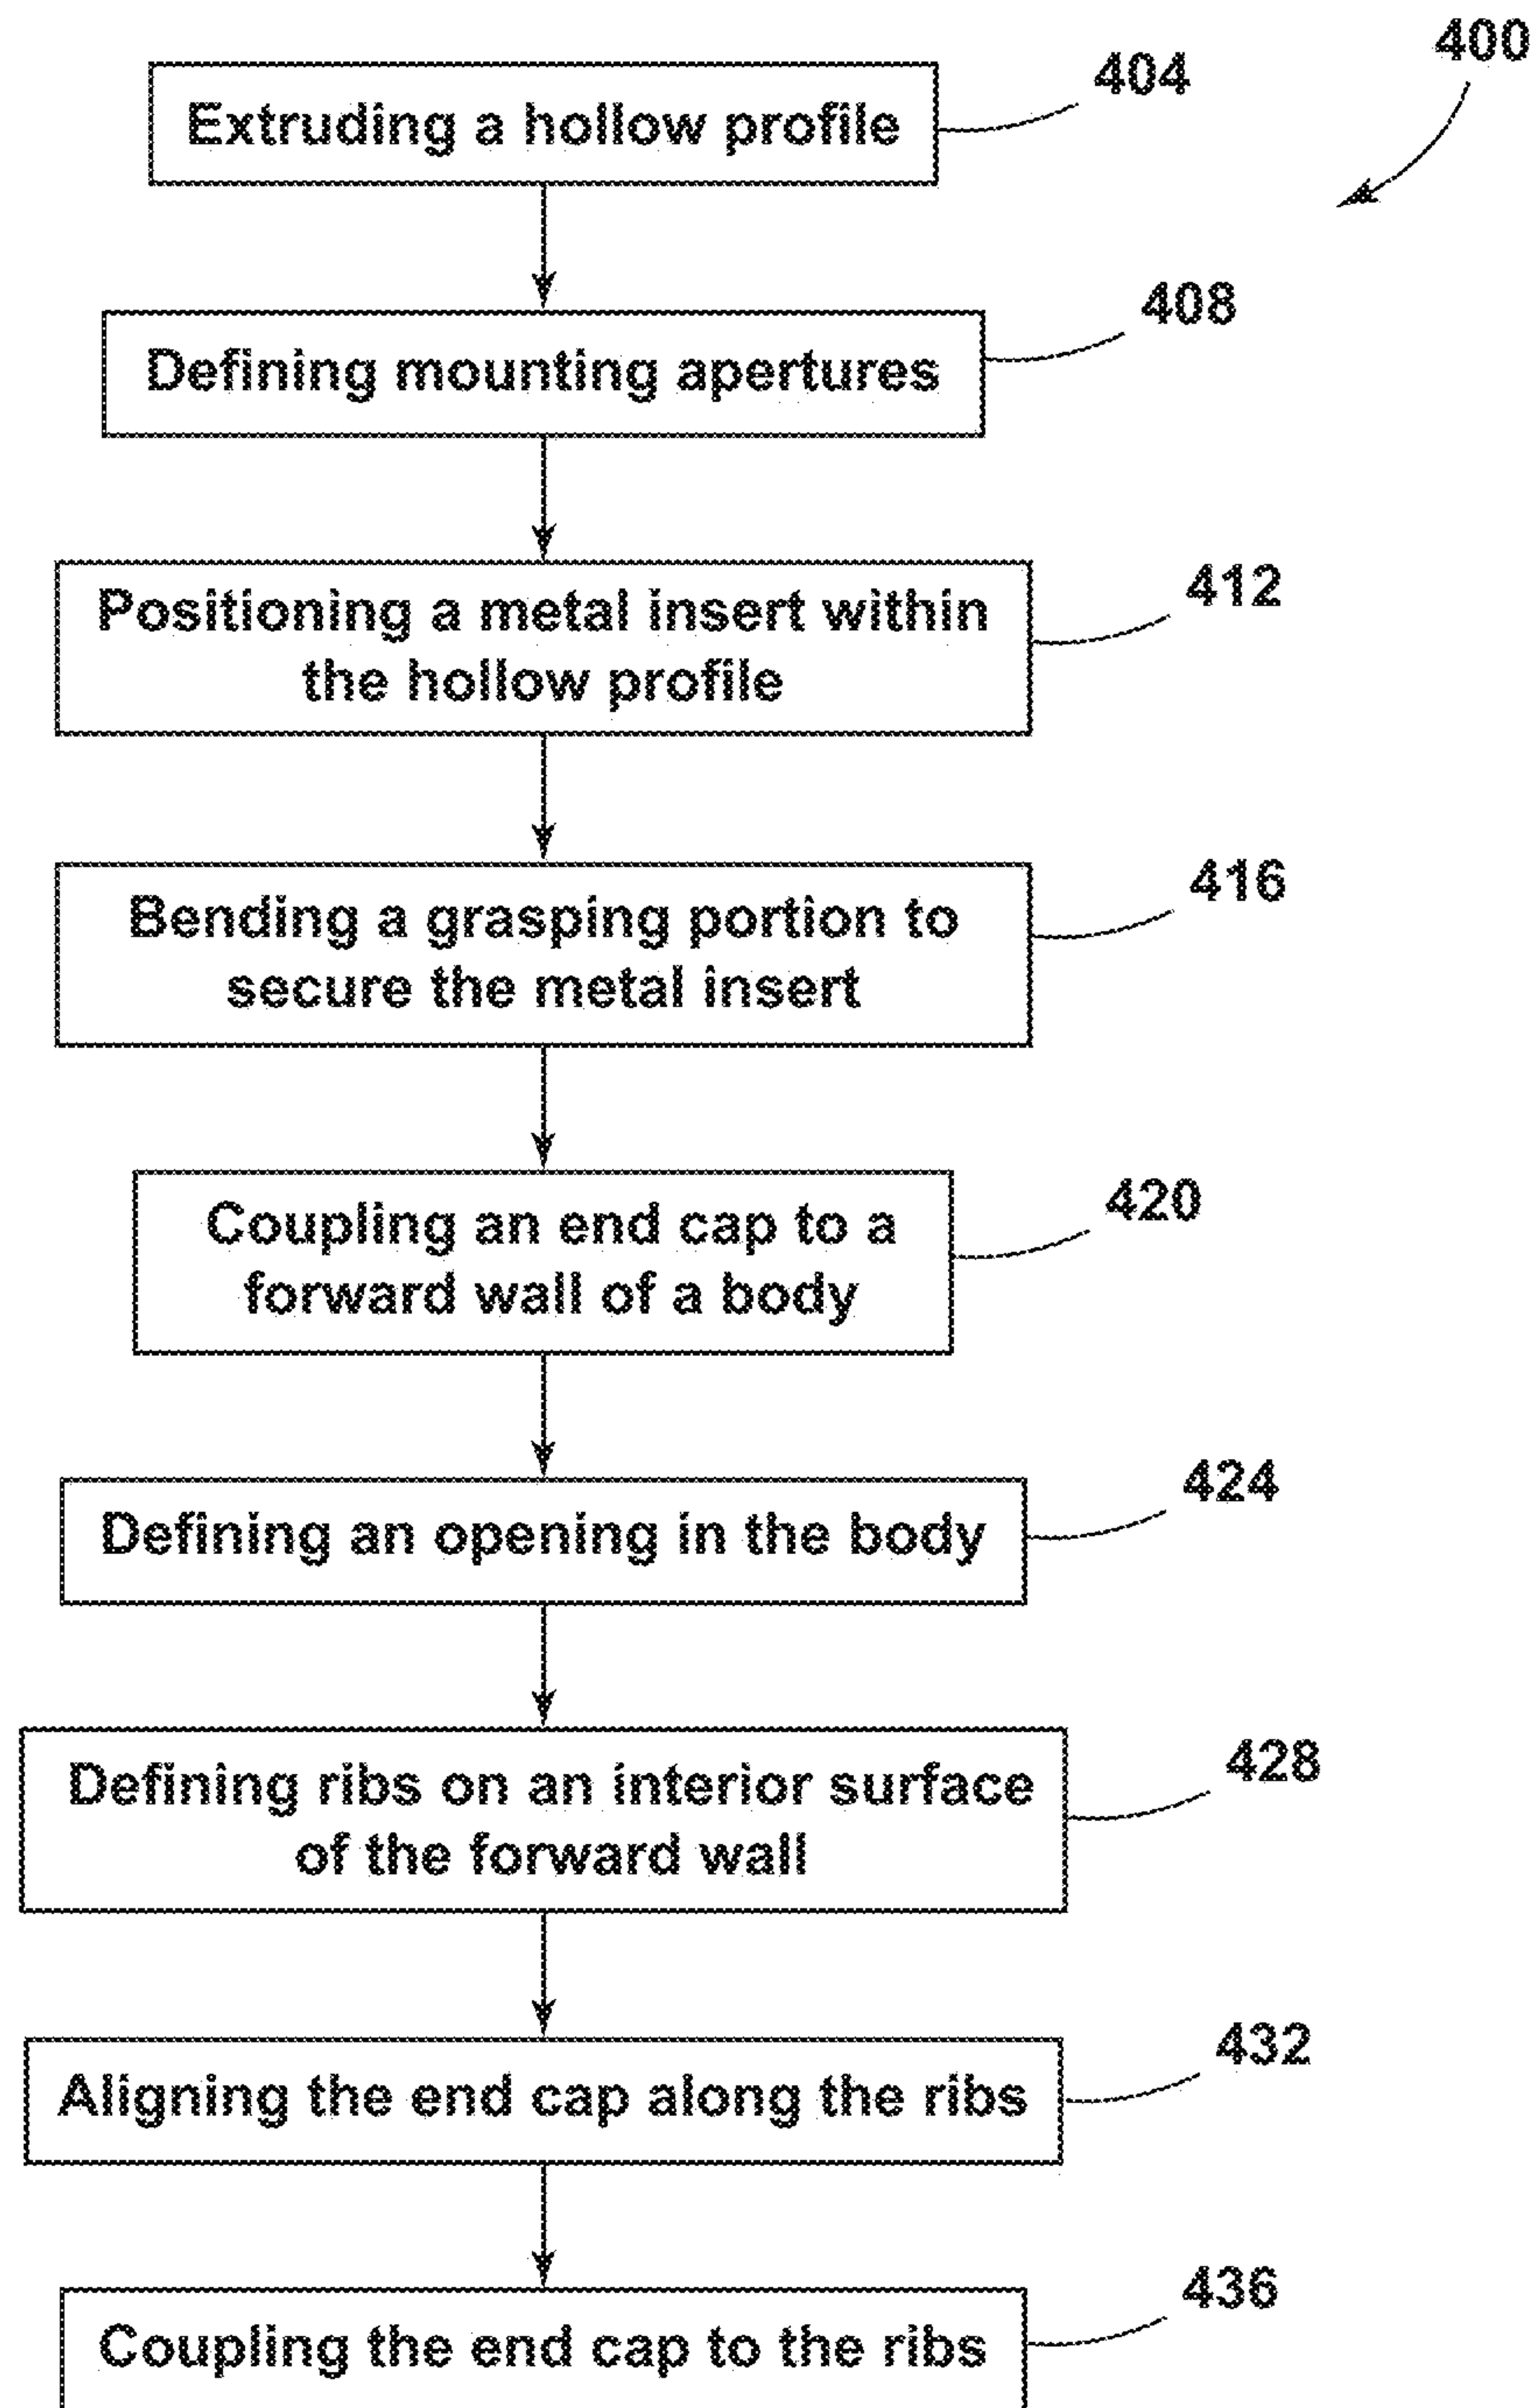 400
404
Extruding a hollow profile
408
Defining mounting apertures
412
Positioning a metal insert within
the hollow profile
416
Bending a grasping portion to
secure the metal insert
420
Coupling an end cap to a
forward wall of a body
424
Defining an opening in the body
428
Defining ribs on an interior surface
of the forward wall
432
Aligning the end cap along the ribs
436
Coupling the end cap to the ribs